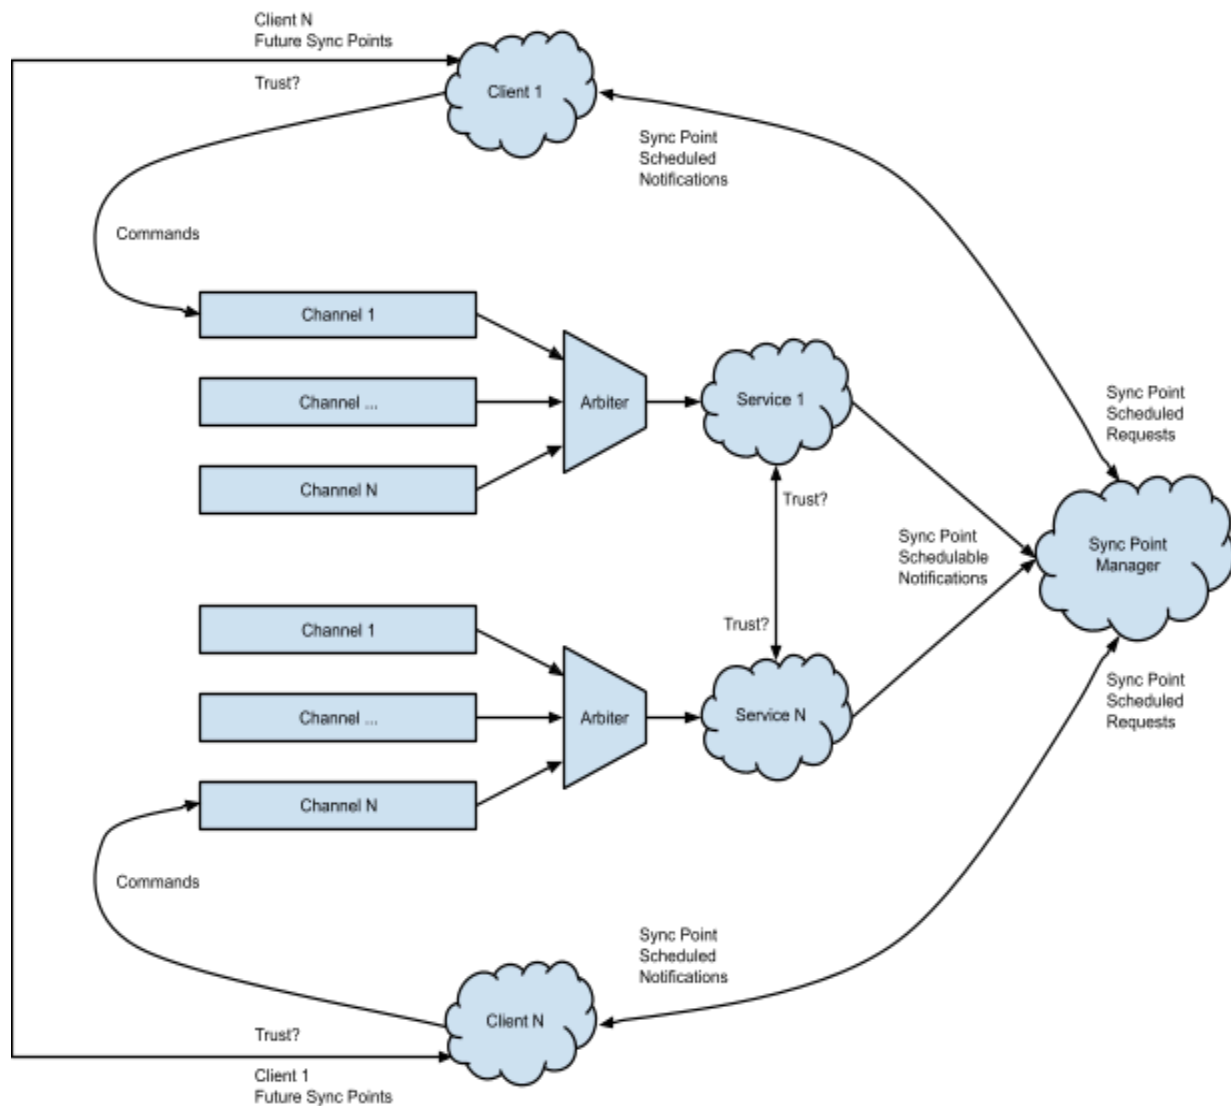 Client N
Future Sync Points
Trust?
Client 1
Sync Point
Scheduled
Notifications
Commands
Channel 1
Channel ...
Channel N
Arbiter
Service 1
Sync Point
Scheduled
Requests
Trust?
Sync Point
Schedulable
Notifications
Sync Point
Manager
Trust?
Channel 1
Channel ...
Channel N
Arbiter
Service N
Sync Point
Scheduled
Requests
Commands
Sync Point
Scheduled
Notifications
Client N
Trust?
Client 1
Future Sync Points